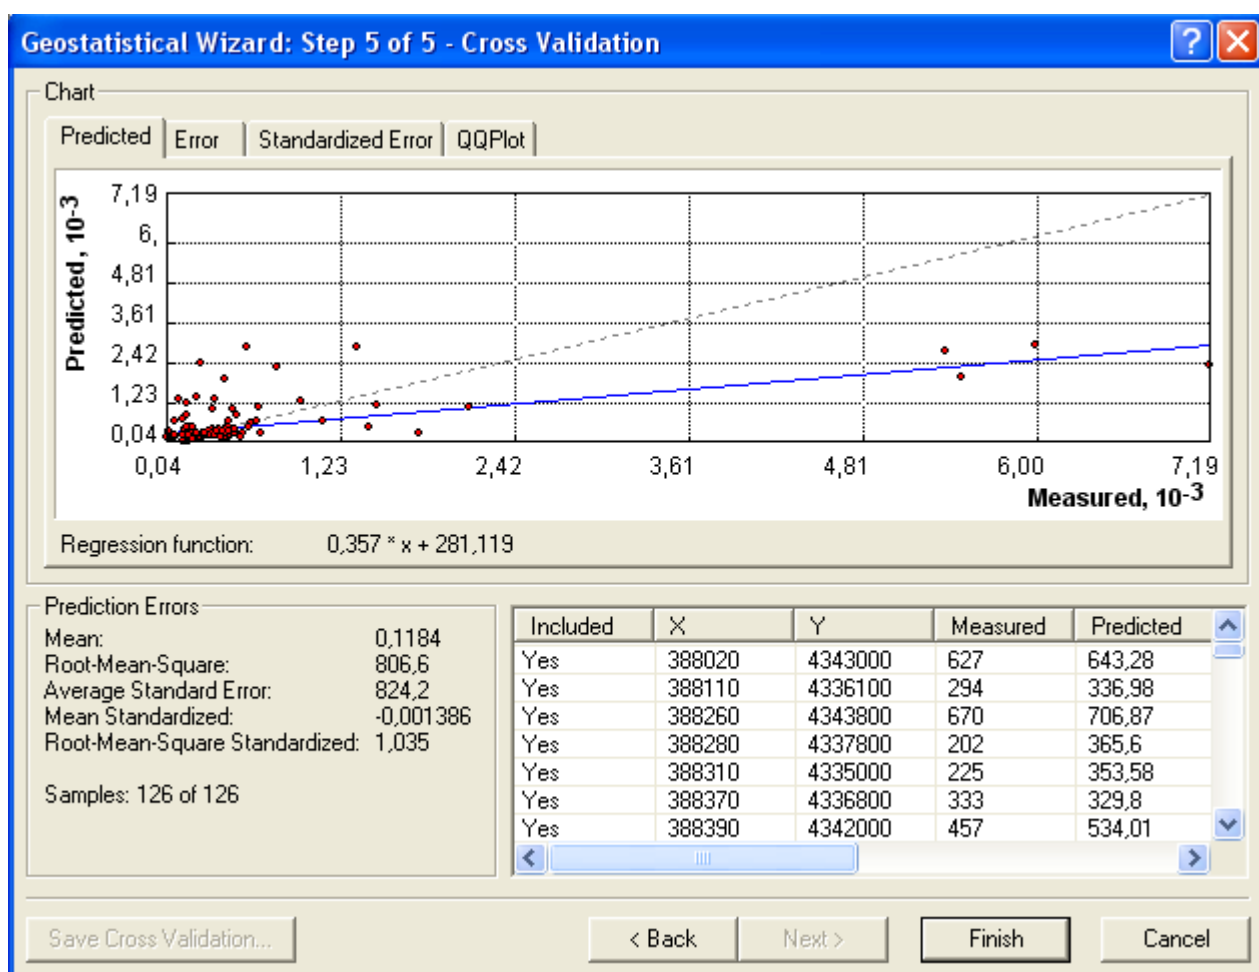 Geostatistical Wizard: Step 5 of 5 - Cross Validation
Chart
Predicted Error Standardized Error QQPlot
Predicted, 10-3
7,19
6,
4,81
3,61
2,42
1,23
0,04
0,04 1,23 2,42 3,61 4,81 6,00 7,19
Measured, 10-3
Regression function: 0,357 * x + 281,119
Prediction Errors
Mean: 0,1184
Root-Mean-Square: 806,6
Average Standard Error: 824,2
Mean Standardized: -0,001386
Root-Mean-Square Standardized: 1,035
Samples: 126 of 126
Included X Y Measured Predicted
Yes 388020 4343000 627 643,28
Yes 388110 4336100 294 336,98
Yes 388260 4343800 670 706,87
Yes 388280 4337800 202 365,6
Yes 388310 4335000 225 353,58
Yes 388370 4336800 333 329,8
Yes 388390 4342000 457 534,01
Save Cross Validation... < Back Next > Finish Cancel